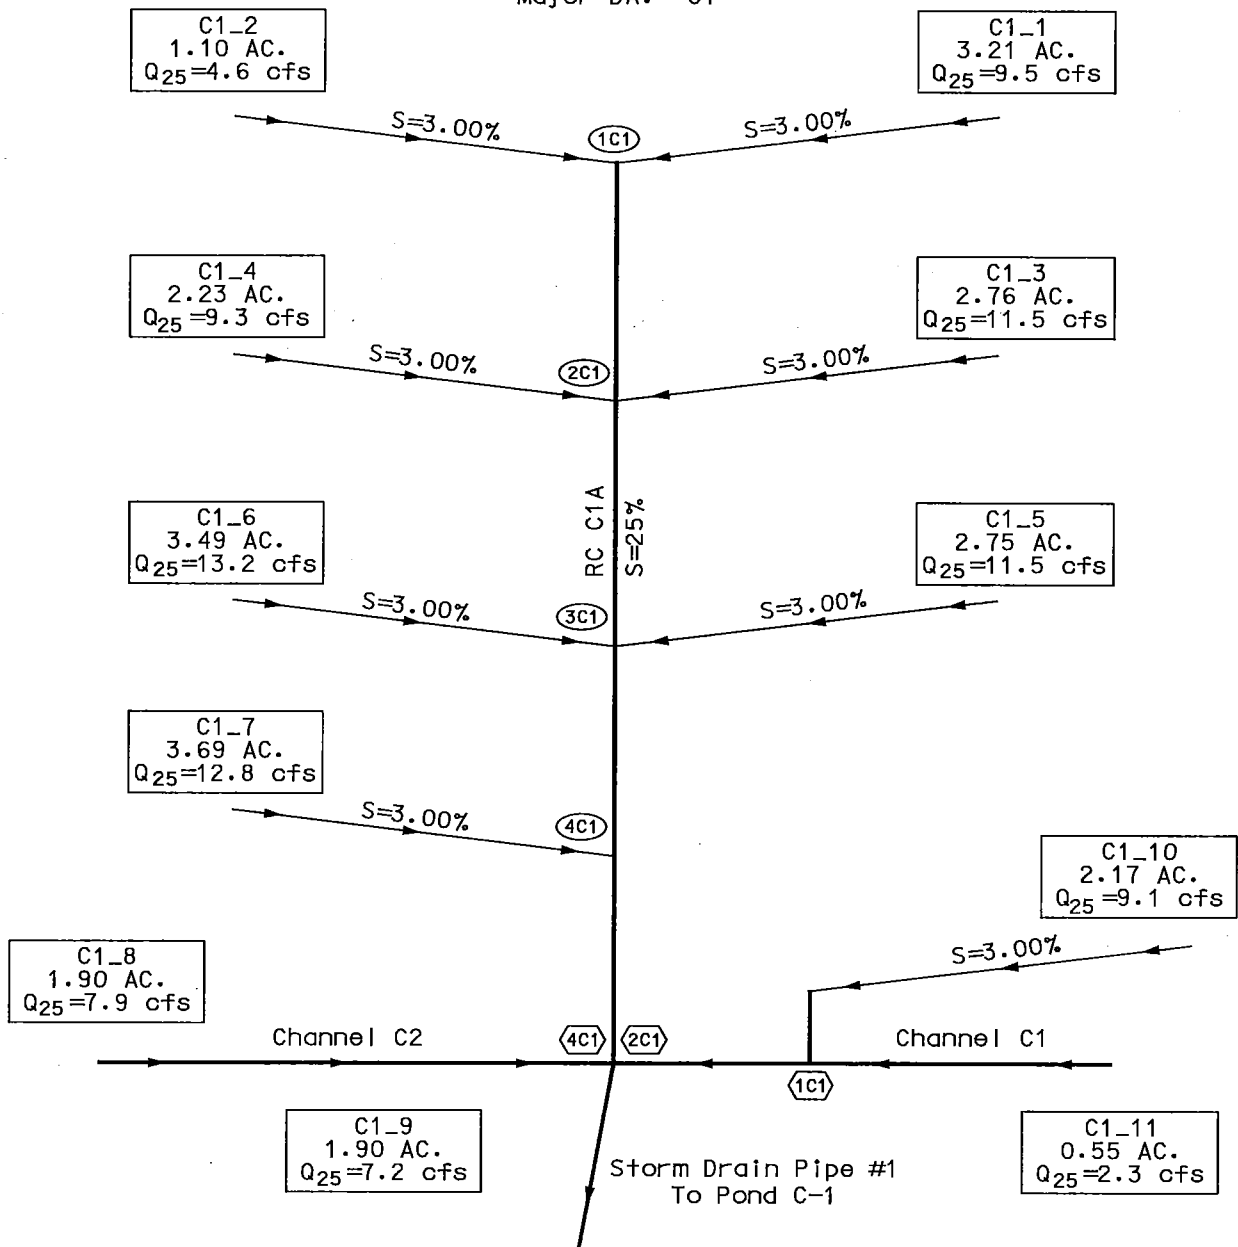 Major DA: C1
C1_2
1.10 AC.
Q25=4.6 cfs
C1_1
3.21 AC.
Q25=9.5 cfs
S=3.00%
1C1
S=3.00%
C1_4
2.23 AC.
Q25=9.3 cfs
C1_3
2.76 AC.
Q25=11.5 cfs
S=3.00%
2C1
S=3.00%
RC C1A
S=25%
C1_6
3.49 AC.
Q25=13.2 cfs
C1_5
2.75 AC.
Q25=11.5 cfs
S=3.00%
3C1
S=3.00%
C1_7
3.69 AC.
Q25=12.8 cfs
S=3.00%
4C1
C1_10
2.17 AC.
Q25=9.1 cfs
S=3.00%
C1_8
1.90 AC.
Q25=7.9 cfs
Channel C2
4C1
2C1
Channel C1
1C1
C1_9
1.90 AC.
Q25=7.2 cfs
C1_11
0.55 AC.
Q25=2.3 cfs
Storm Drain Pipe #1
To Pond C-1